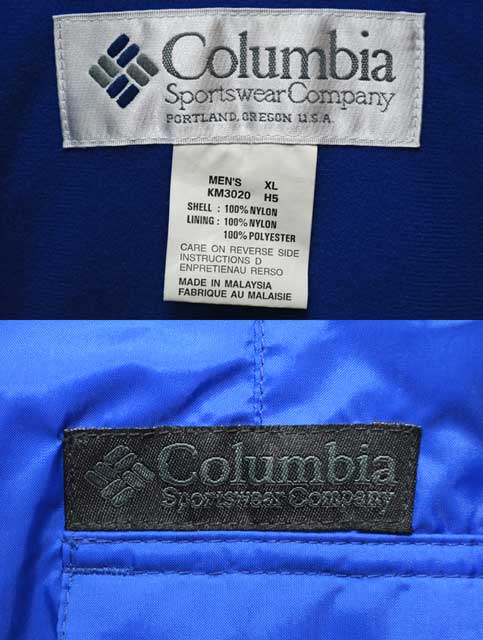 Columbia
Sportswear Company
PORTLAND, OREGON U.S.A.
MEN'S XL
KM3020 H5
SHELL : 100% NYLON
LINING : 100% NYLON
100% POLYESTER
CARE ON REVERSE SIDE
INSTRUCTIONS D
ENPRETIENAU RERSO
MADE IN MALAYSIA
FABRIQUE AU MALAISIE
Columbia
Sportswear Company